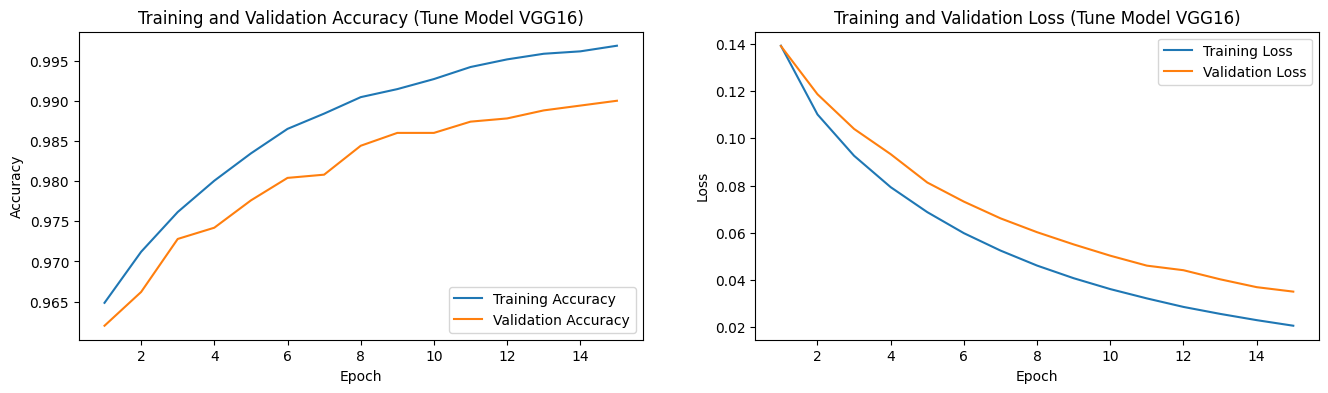 Training and Validation Accuracy (Tune Model VGG16)
Accuracy
0.995
0.990
0.985
0.980
0.975
0.970
0.965
Training Accuracy
Validation Accuracy
2 4 6 8 10 12 14
Epoch
Training and Validation Loss (Tune Model VGG16)
Loss
0.14
0.12
0.10
0.08
0.06
0.04
0.02
Training Loss
Validation Loss
2 4 6 8 10 12 14
Epoch